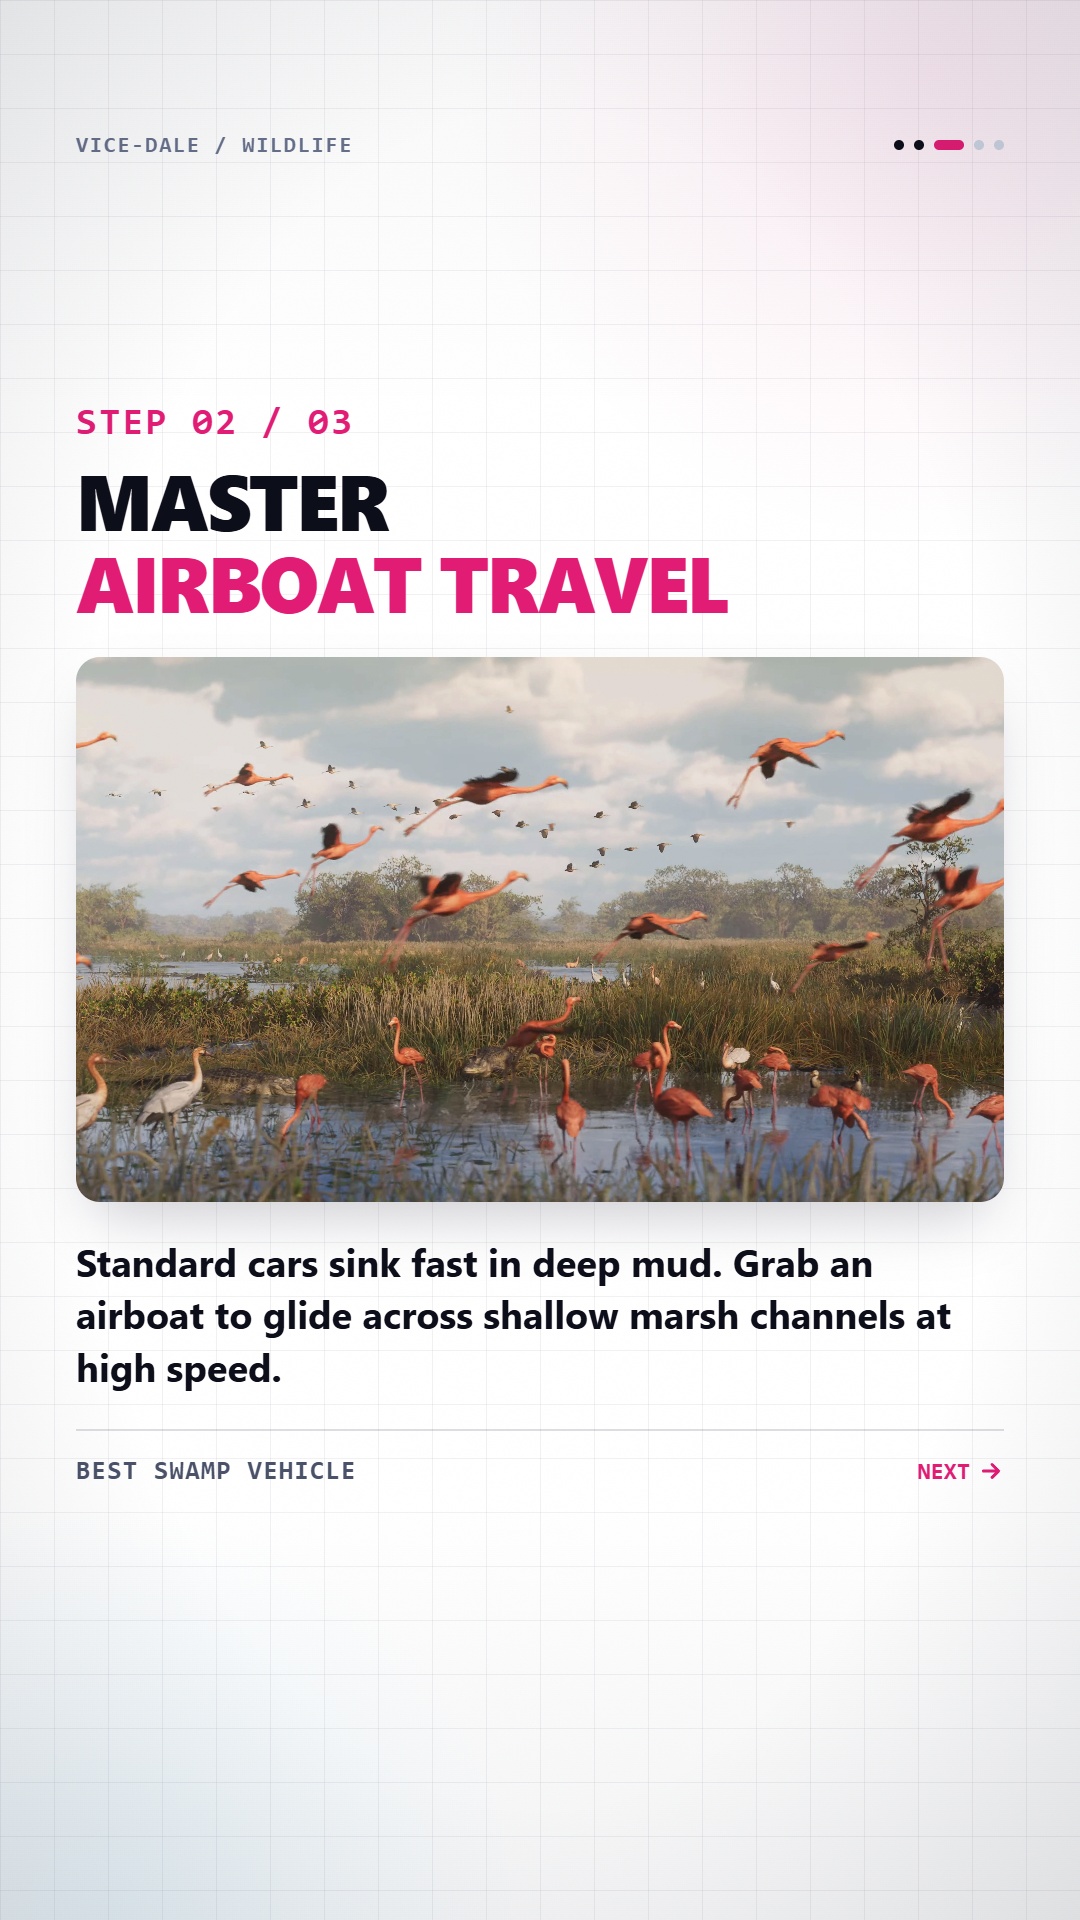 VICE-DALE / WILDLIFE
STEP 02 / 03
MASTER
AIRBOAT TRAVEL
Standard cars sink fast in deep mud. Grab an
airboat to glide across shallow marsh channels at
high speed.
BEST SWAMP VEHICLE
NEXT →